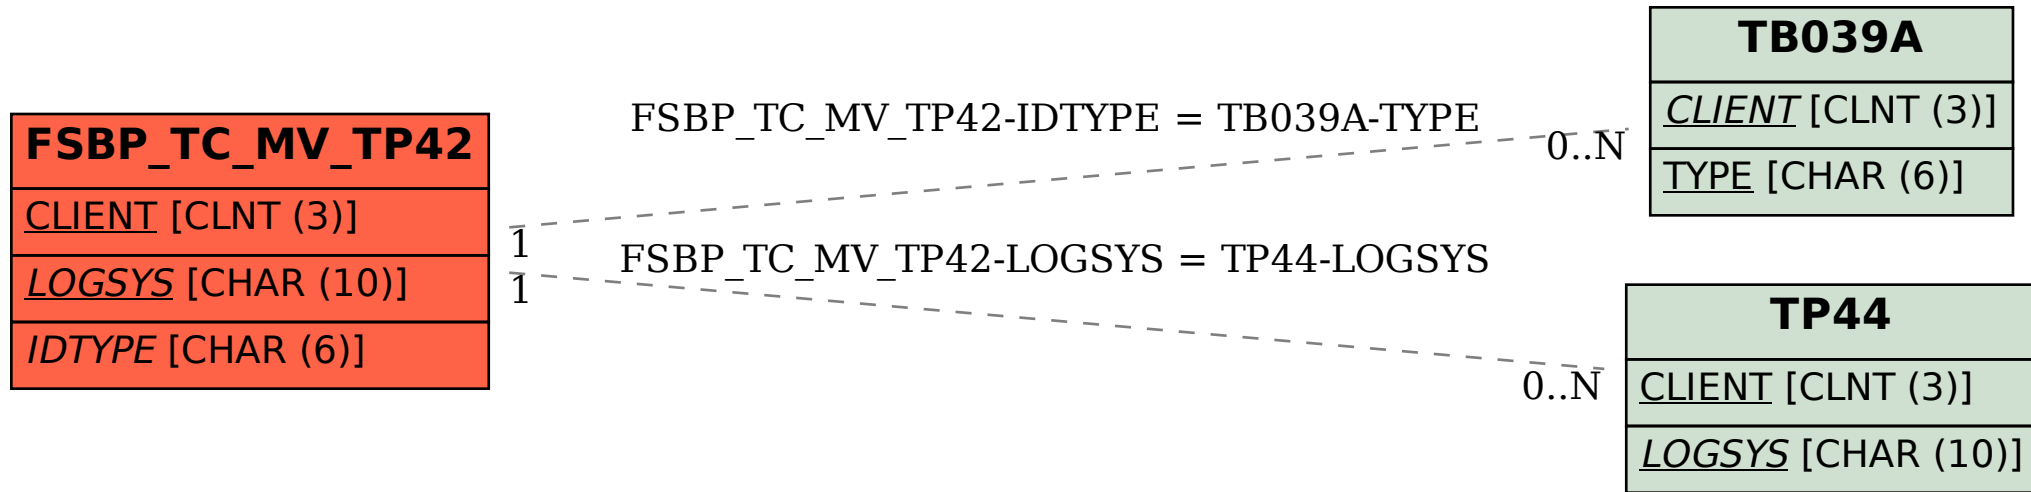 FSBP_TC_MV_TP42
CLIENT [CLNT (3)]
LOGSYS [CHAR (10)]
IDTYPE [CHAR (6)]
FSBP_TC_MV_TP42-IDTYPE = TB039A-TYPE
1
0..N
FSBP_TC_MV_TP42-LOGSYS = TP44-LOGSYS
1
0..N
TB039A
CLIENT [CLNT (3)]
TYPE [CHAR (6)]
TP44
CLIENT [CLNT (3)]
LOGSYS [CHAR (10)]